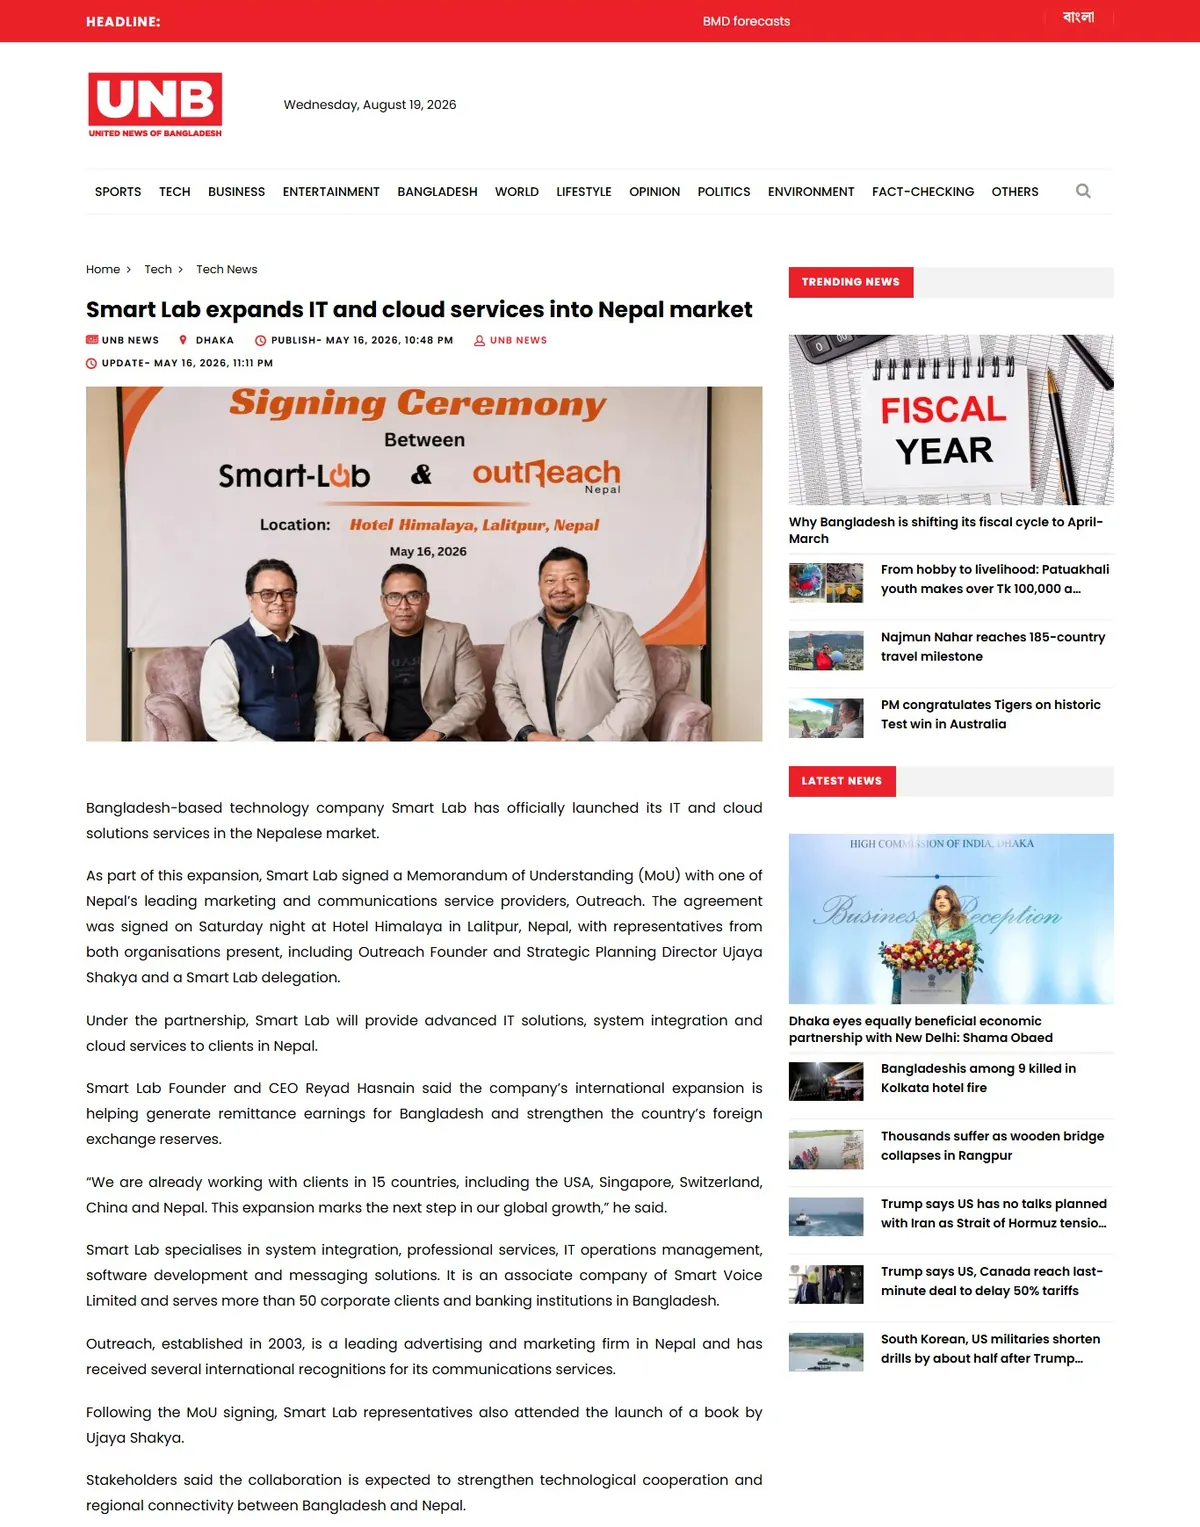 HEADLINE:
BMD forecasts
বাংলা
UNB
UNITED NEWS OF BANGLADESH
Wednesday, August 19, 2026
SPORTS TECH BUSINESS ENTERTAINMENT BANGLADESH WORLD LIFESTYLE OPINION POLITICS ENVIRONMENT FACT-CHECKING OTHERS
Home > Tech > Tech News
Smart Lab expands IT and cloud services into Nepal market
UNB NEWS DHAKA PUBLISH- MAY 16, 2026, 10:48 PM UNB NEWS
UPDATE- MAY 16, 2026, 11:11 PM
Signing Ceremony
Between
Smart-Lab & outreach
Nepal
Location: Hotel Himalaya, Lalitpur, Nepal
May 16, 2026
Bangladesh-based technology company Smart Lab has officially launched its IT and cloud
solutions services in the Nepalese market.
As part of this expansion, Smart Lab signed a Memorandum of Understanding (MoU) with one of
Nepal’s leading marketing and communications service providers, Outreach. The agreement
was signed on Saturday night at Hotel Himalaya in Lalitpur, Nepal, with representatives from
both organisations present, including Outreach Founder and Strategic Planning Director Ujaya
Shakya and a Smart Lab delegation.
Under the partnership, Smart Lab will provide advanced IT solutions, system integration and
cloud services to clients in Nepal.
Smart Lab Founder and CEO Reyad Hasnain said the company’s international expansion is
helping generate remittance earnings for Bangladesh and strengthen the country’s foreign
exchange reserves.
“We are already working with clients in 15 countries, including the USA, Singapore, Switzerland,
China and Nepal. This expansion marks the next step in our global growth,” he said.
Smart Lab specialises in system integration, professional services, IT operations management,
software development and messaging solutions. It is an associate company of Smart Voice
Limited and serves more than 50 corporate clients and banking institutions in Bangladesh.
Outreach, established in 2003, is a leading advertising and marketing firm in Nepal and has
received several international recognitions for its communications services.
Following the MoU signing, Smart Lab representatives also attended the launch of a book by
Ujaya Shakya.
Stakeholders said the collaboration is expected to strengthen technological cooperation and
regional connectivity between Bangladesh and Nepal.
TRENDING NEWS
FISCAL
YEAR
Why Bangladesh is shifting its fiscal cycle to April-
March
From hobby to livelihood: Patuakhali
youth makes over Tk 100,000 a...
Najmun Nahar reaches 185-country
travel milestone
PM congratulates Tigers on historic
Test win in Australia
LATEST NEWS
HIGH COMMISSION OF INDIA, DHAKA
Business Reception
Dhaka eyes equally beneficial economic
partnership with New Delhi: Shama Obaed
Bangladeshis among 9 killed in
Kolkata hotel fire
Thousands suffer as wooden bridge
collapses in Rangpur
Trump says US has no talks planned
with Iran as Strait of Hormuz tensio...
Trump says US, Canada reach last-
minute deal to delay 50% tariffs
South Korean, US militaries shorten
drills by about half after Trump...